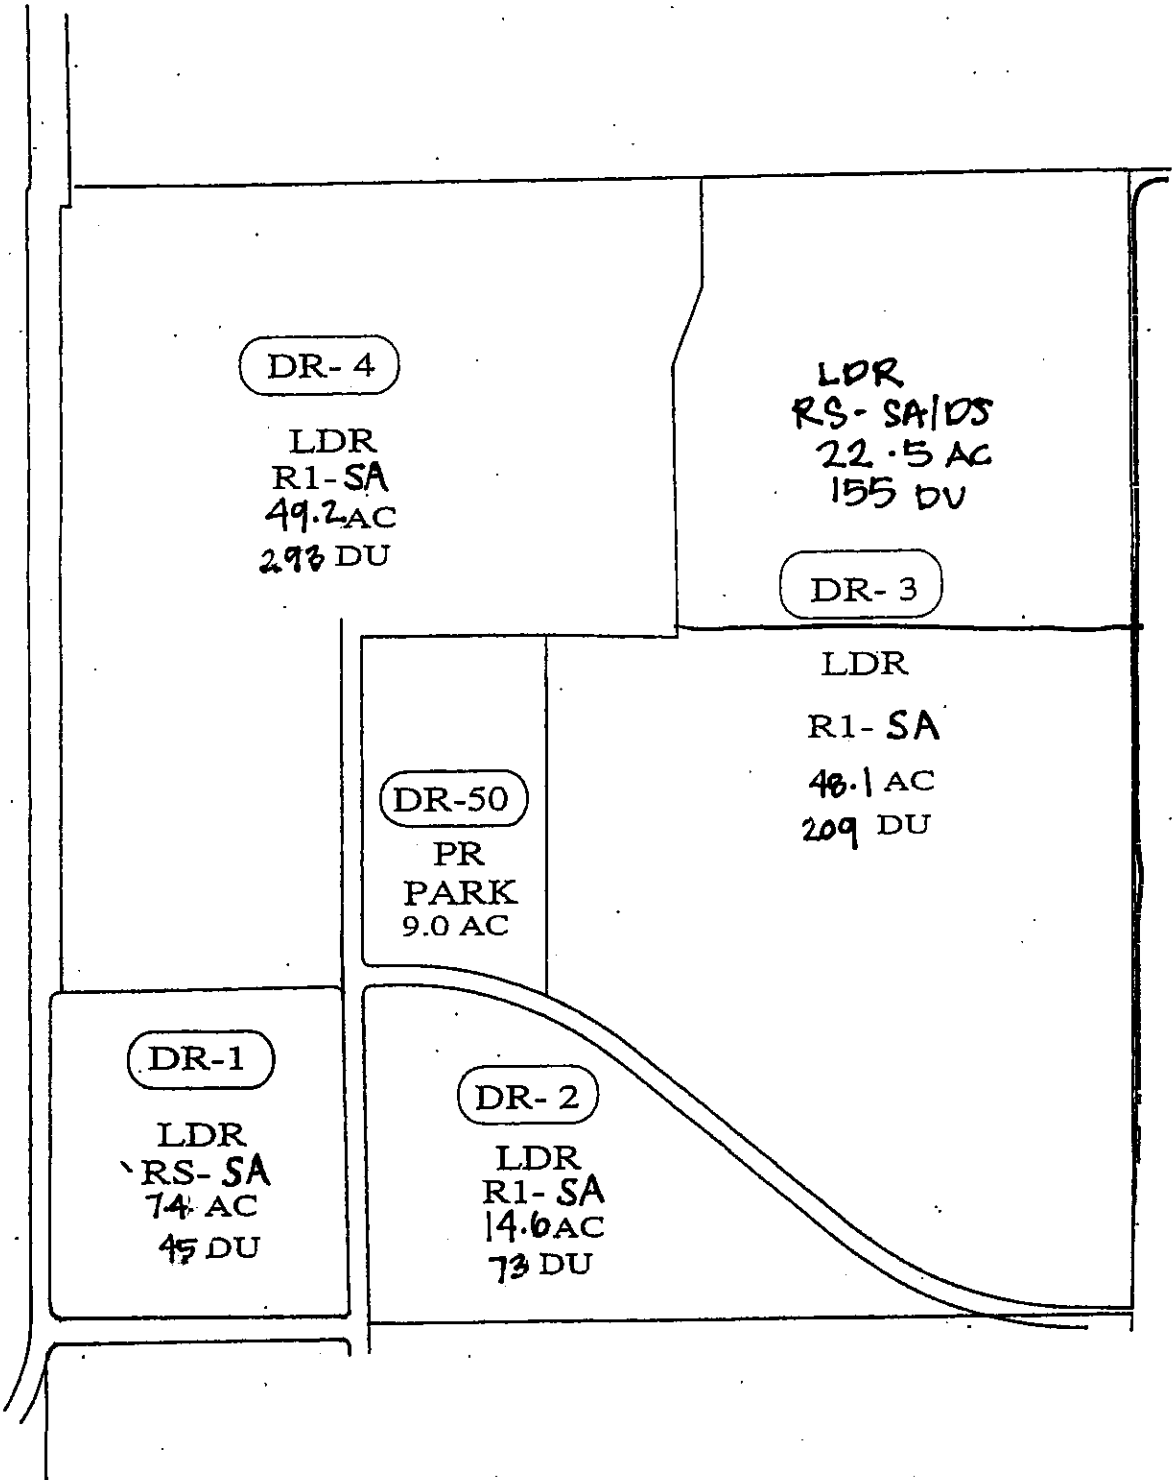 DR- 4
LDR
R1-SA
49.2AC
293 DU
LDR
RS- SA/DS
22.5 AC
155 DU
DR- 3
LDR
R1- SA
48.1 AC
209 DU
DR-50
PR
PARK
9.0 AC
DR-1
LDR
RS- SA
7.4 AC
45 DU
DR- 2
LDR
R1- SA
14.6AC
73 DU